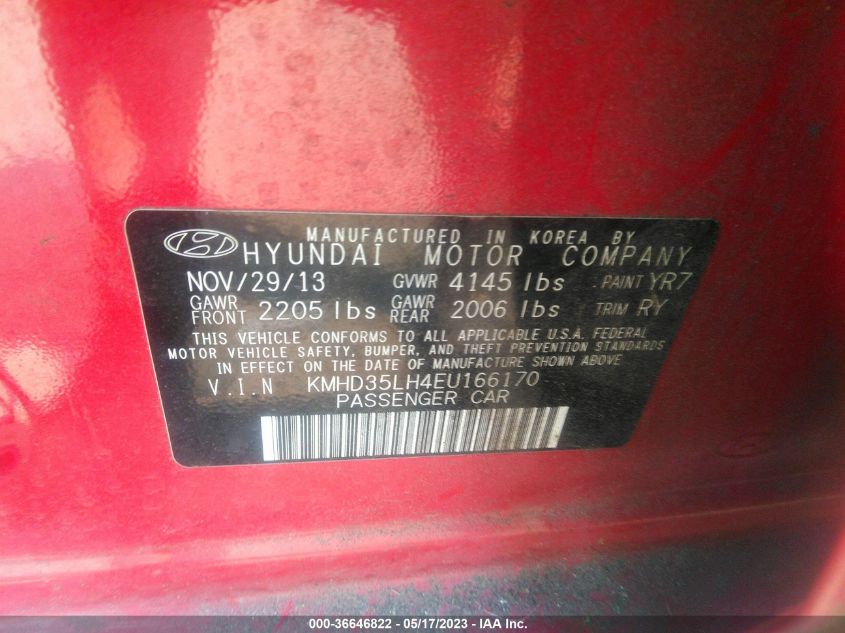 MANUFACTURED IN KOREA BY
HYUNDAI MOTOR COMPANY
NOV/29/13 GVWR 4145 lbs PAINT YR7
GAWR FRONT 2205 lbs GAWR REAR 2006 lbs TRIM RY
THIS VEHICLE CONFORMS TO ALL APPLICABLE U.S.A. FEDERAL
MOTOR VEHICLE SAFETY, BUMPER, AND THEFT PREVENTION STANDARDS
IN EFFECT ON THE DATE OF MANUFACTURE SHOWN ABOVE
V.I.N KMHD35LH4EU166170
PASSENGER CAR
000-36646822 - 05/17/2023 - IAA Inc.